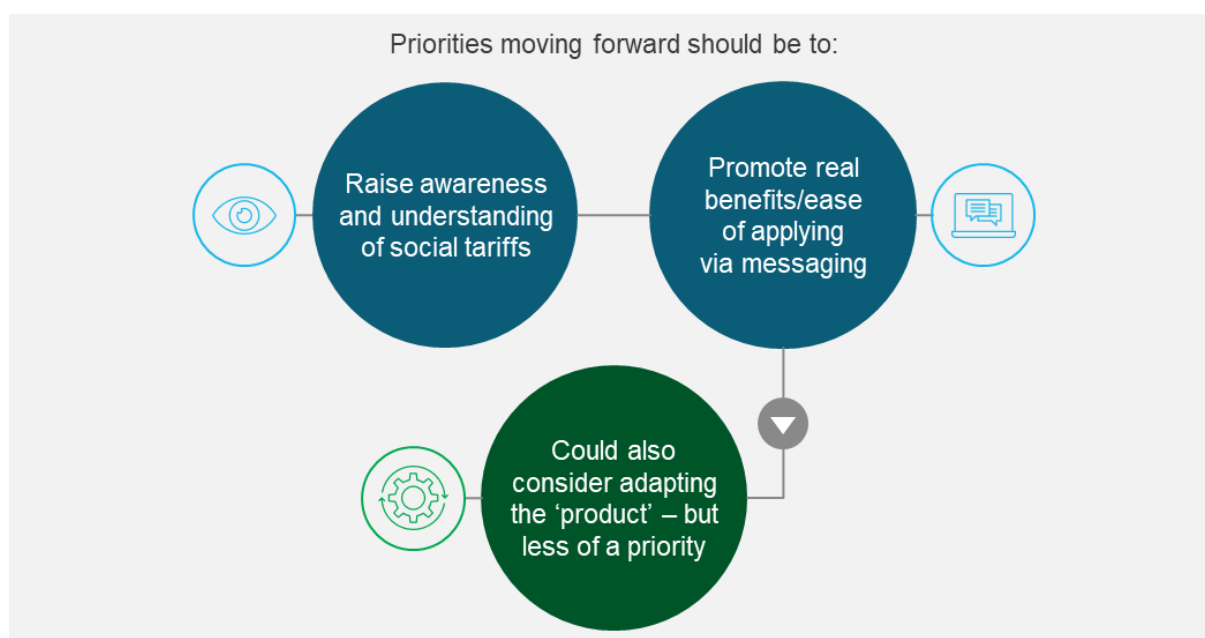 Priorities moving forward should be to:
Raise awareness
and understanding
of social tariffs
Promote real
benefits/ease
of applying
via messaging
Could also
consider adapting
the ‘product’ – but
less of a priority